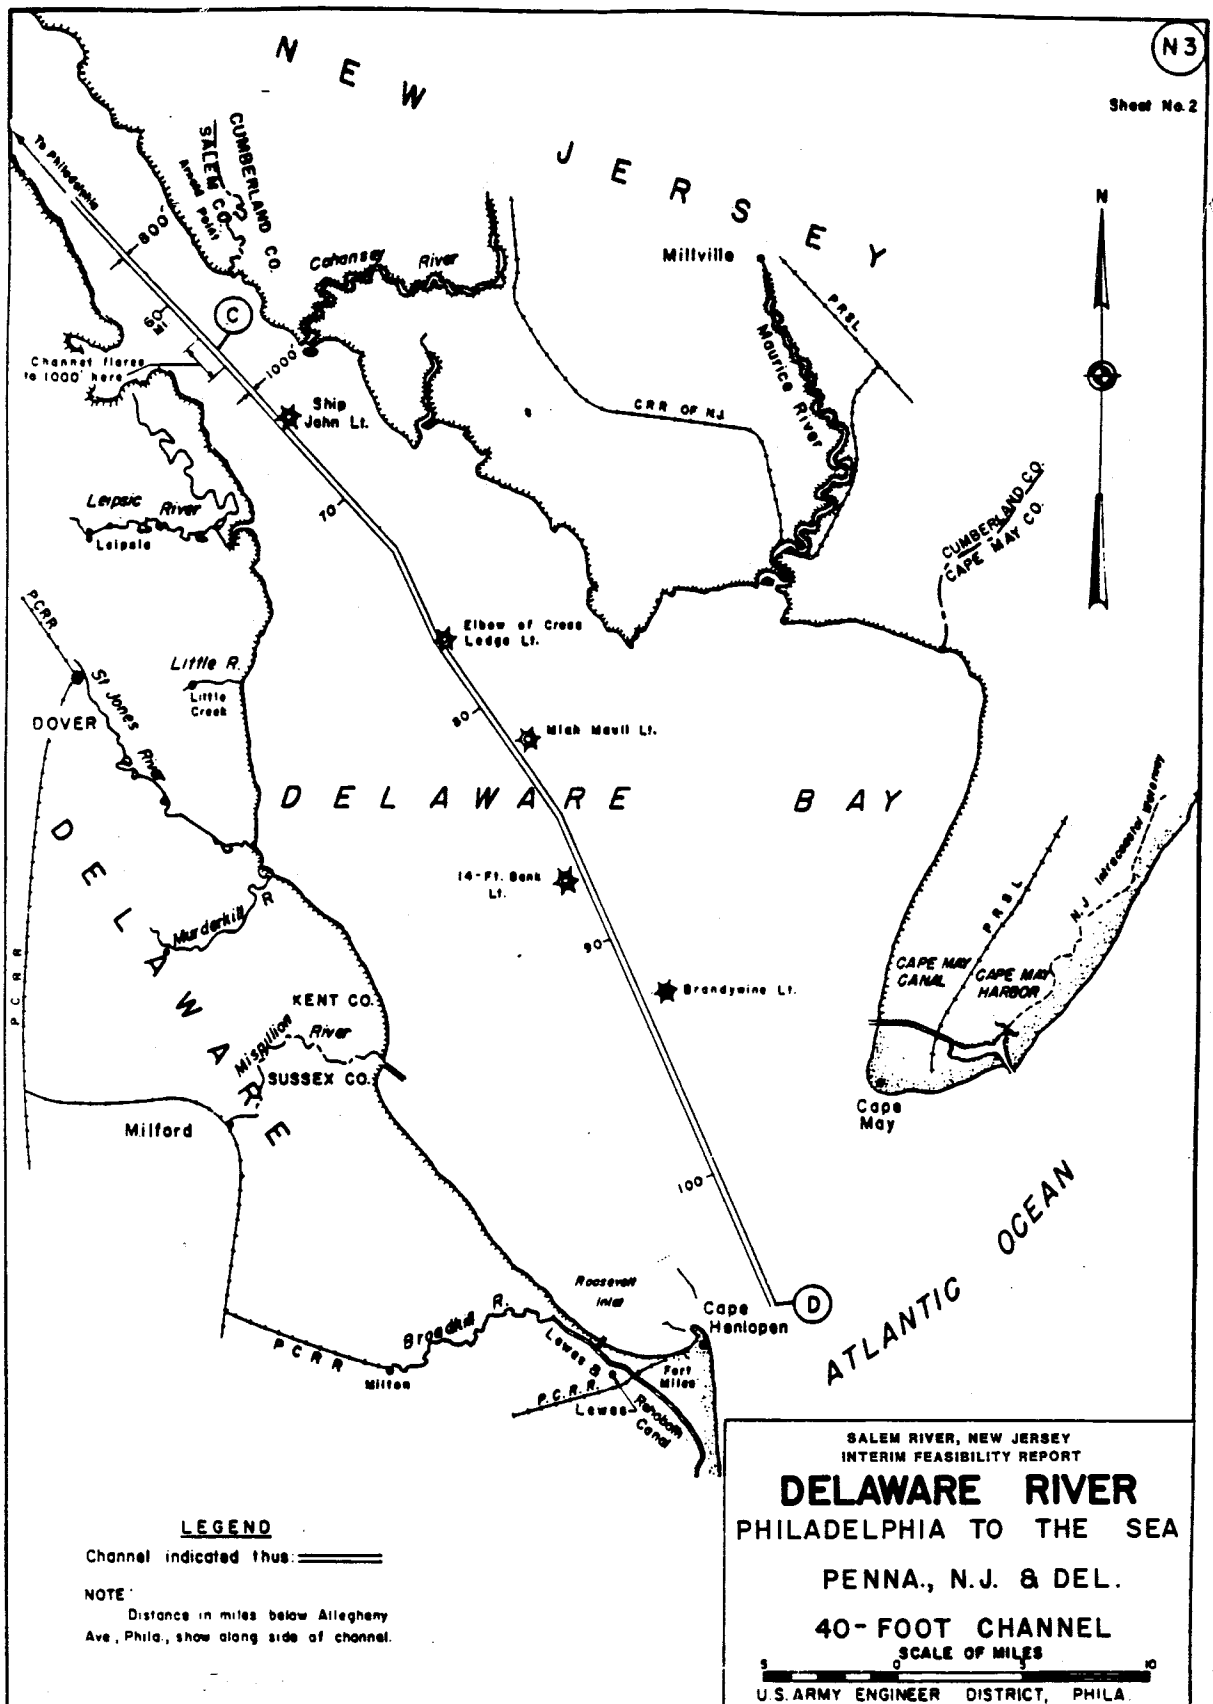 N 3
Sheet No. 2
NEW
JERSEY
N
To Philadelphia
SALEM CO.
CUMBERLAND CO.
Arnold Point
800'
Cohansey River
Millville
PRSL
Maurice River
C
Channel flares
to 1000' here
1000'
Ship
John Lt.
CRR OF N.J.
70
Leipsic River
Leipsic
CUMBERLAND CO.
CAPE MAY CO.
PCRR
Elbow of Cross
Ledge Lt.
Little R.
Little
Creek
St Jones River
DOVER
80
Miah Maull Lt.
DELAWARE BAY
N.J. Intracoastal Waterway
DELAWARE
14-Ft. Bank
Lt.
PRSL
Murderkill R
90
CAPE MAY
CANAL
CAPE MAY
HARBOR
PCRR
Brandywine Lt.
KENT CO.
Mispillion River
SUSSEX CO.
Cape
May
Milford
100
ATLANTIC OCEAN
Roosevelt
Inlet
Cape
Henlopen
D
Broadkill R.
PCRR
Milton
Lewes &
Rehoboth
Canal
Fort
Miles
P.C.R.R.
Lewes
LEGEND
Channel indicated thus:
NOTE:
Distance in miles below Allegheny
Ave., Phila., show along side of channel.
SALEM RIVER, NEW JERSEY
INTERIM FEASIBILITY REPORT
DELAWARE RIVER
PHILADELPHIA TO THE SEA
PENNA., N.J. & DEL.
40-FOOT CHANNEL
SCALE OF MILES
5 0 5 10
U.S. ARMY ENGINEER DISTRICT, PHILA.